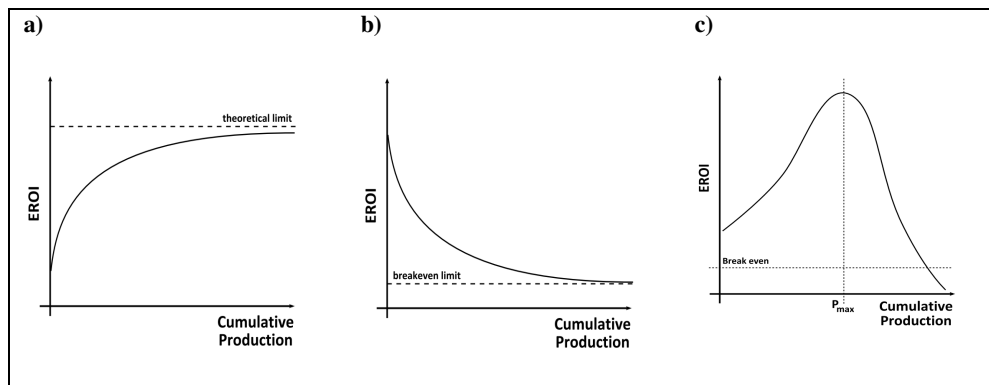 a)
theoretical limit
EROI
Cumulative
Production
b)
breakeven limit
EROI
Cumulative
Production
c)
EROI
Break even
Pmax
Cumulative
Production